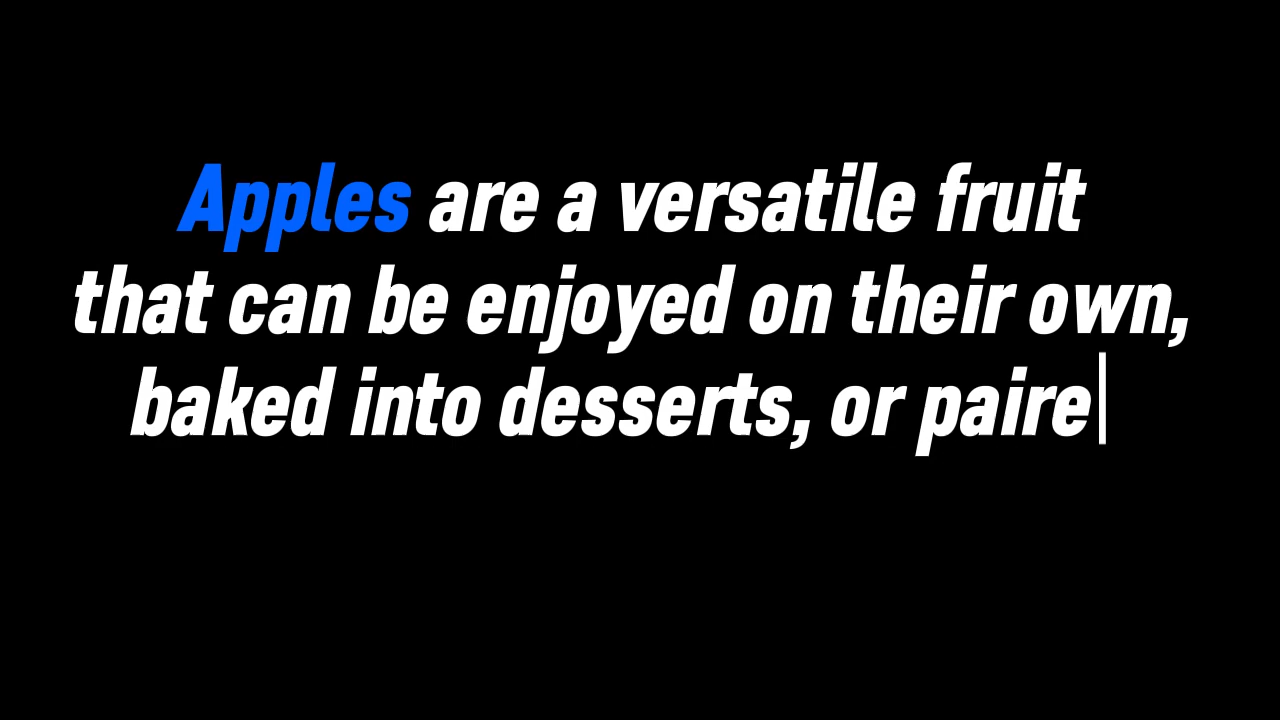 Apples are a versatile fruit
that can be enjoyed on their own,
baked into desserts, or paire